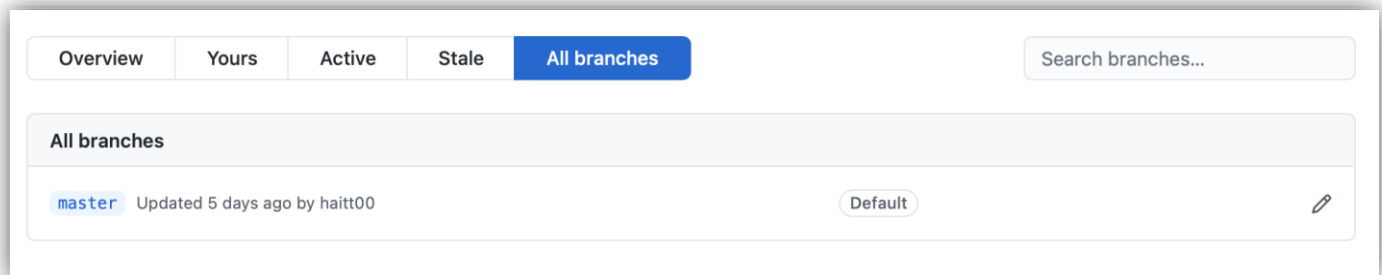 Overview Yours Active Stale All branches Search branches...
All branches
master Updated 5 days ago by haitt00 Default